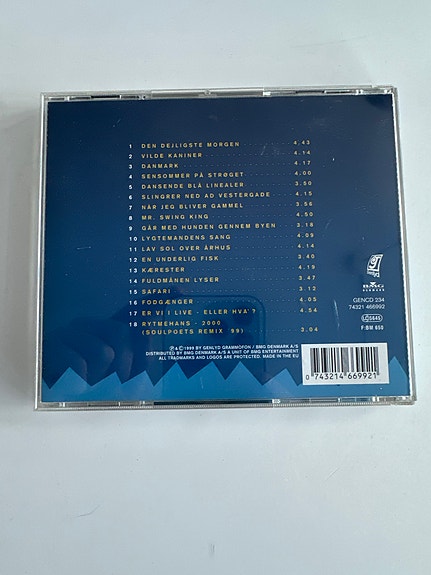 1 DEN DEJLIGSTE MORGEN 4.43
2 VILDE KANINER 4.14
3 DANMARK 4.17
4 SENSOMMER PÅ STRØGET 4.00
5 DANSENDE BLÅ LINEALER 3.50
6 SLINGRER NED AD VESTERGADE 4.15
7 NÅR JEG BLIVER GAMMEL 3.56
8 MR. SWING KING 4.50
9 GÅR MED HUNDEN GENNEM BYEN 3.18
10 LYGTEMANDENS SANG 4.09
11 LAV SOL OVER ÅRHUS 4.14
12 EN UNDERLIG FISK 3.40
13 KÆRESTER 4.19
14 FULDMÅNEN LYSER 3.47
15 SAFARI 3.12
16 FODGÆNGER 4.05
17 ER VI I LIVE - ELLER HVA'? 4.54
18 RYTMEHANS - 2000
(SOULPOETS REMIX '99) 3.04
BMG
DENMARK
GENCD 234
74321 466992
LC 5845
F:BM 650
℗ & © 1999 BY GENLYD GRAMMOFON / BMG DENMARK A/S
DISTRIBUTED BY BMG DENMARK A/S A UNIT OF BMG ENTERTAINMENT
ALL TRADMARKS AND LOGOS ARE PROTECTED. MADE IN THE EU
0 743214 669921